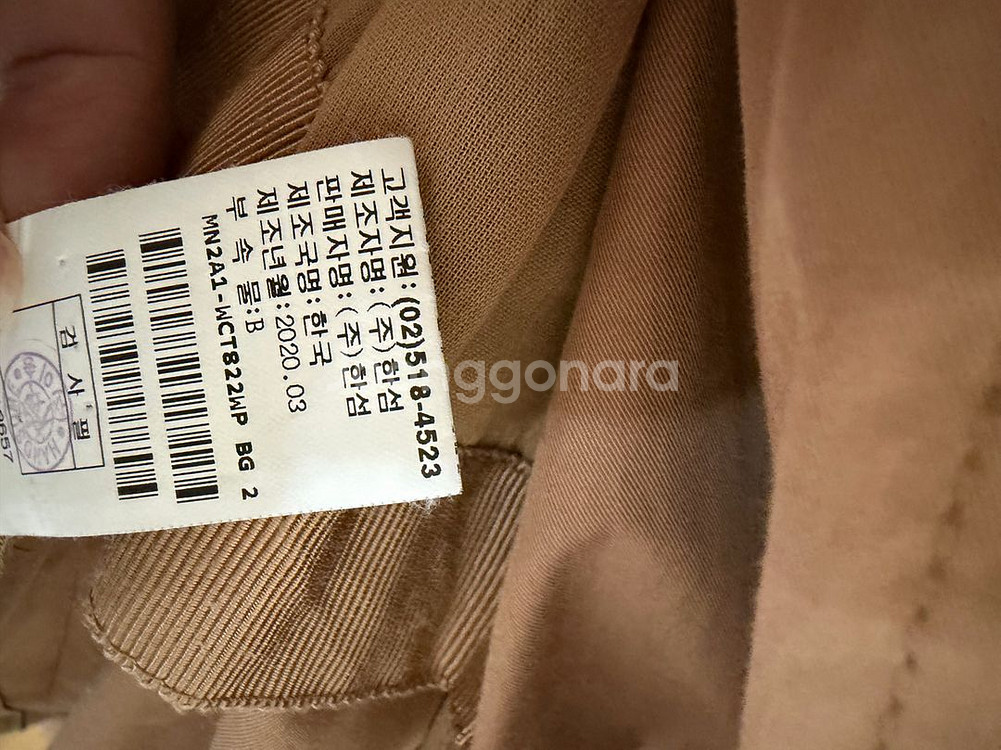 고객지원: (02)518-4523
제조사명: (주)한섬
판매자명: (주)한섬
제조국명: 한국
제조년월: 2020.03
부 속 물: B
MN2A1-WCT822WP BG 2
검 사 필
ggonara